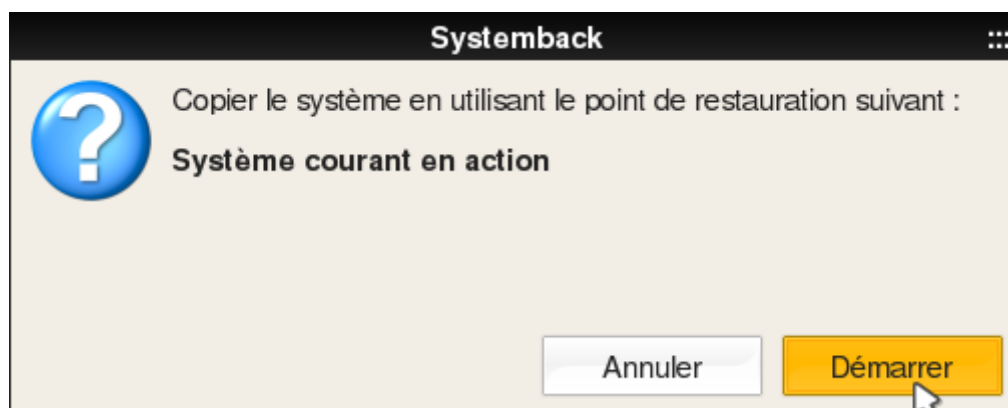 Systemback
Copier le système en utilisant le point de restauration suivant :
Système courant en action
Annuler
Démarrer